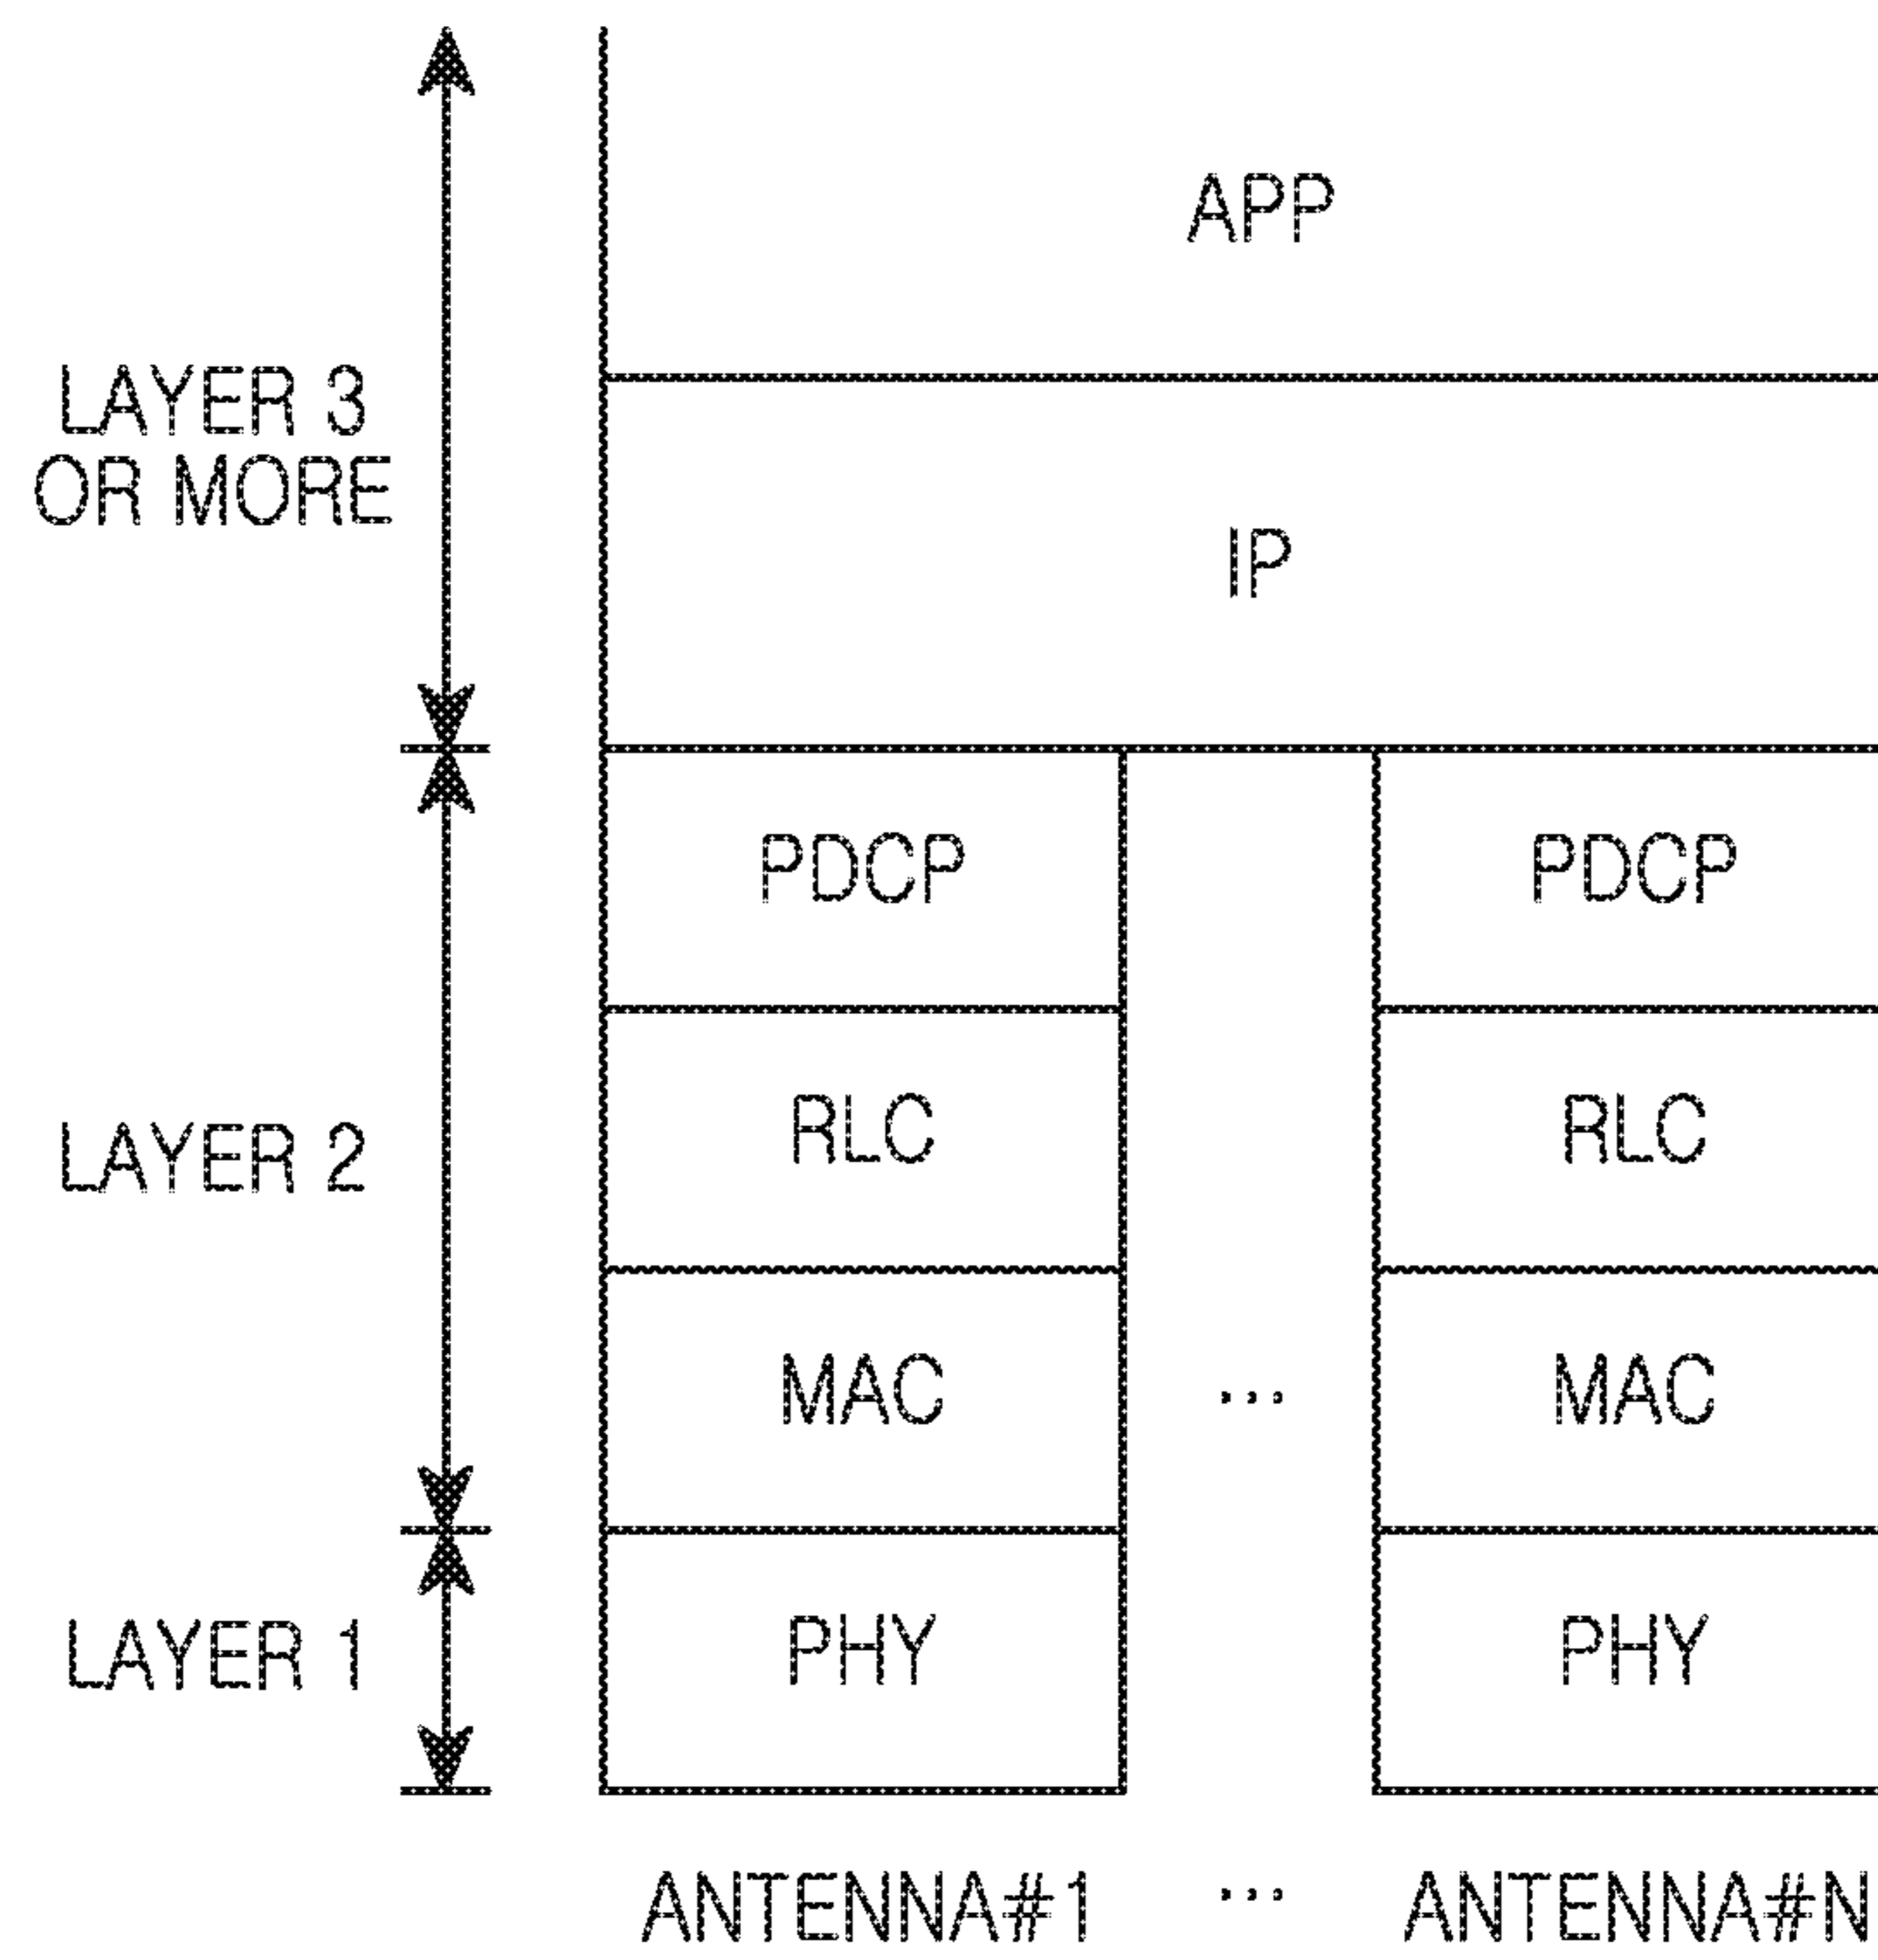 APP
LAYER 3
OR MORE
IP
PDCP PDCP
LAYER 2
RLC RLC
MAC ... MAC
LAYER 1
PHY PHY
ANTENNA#1 ... ANTENNA#N